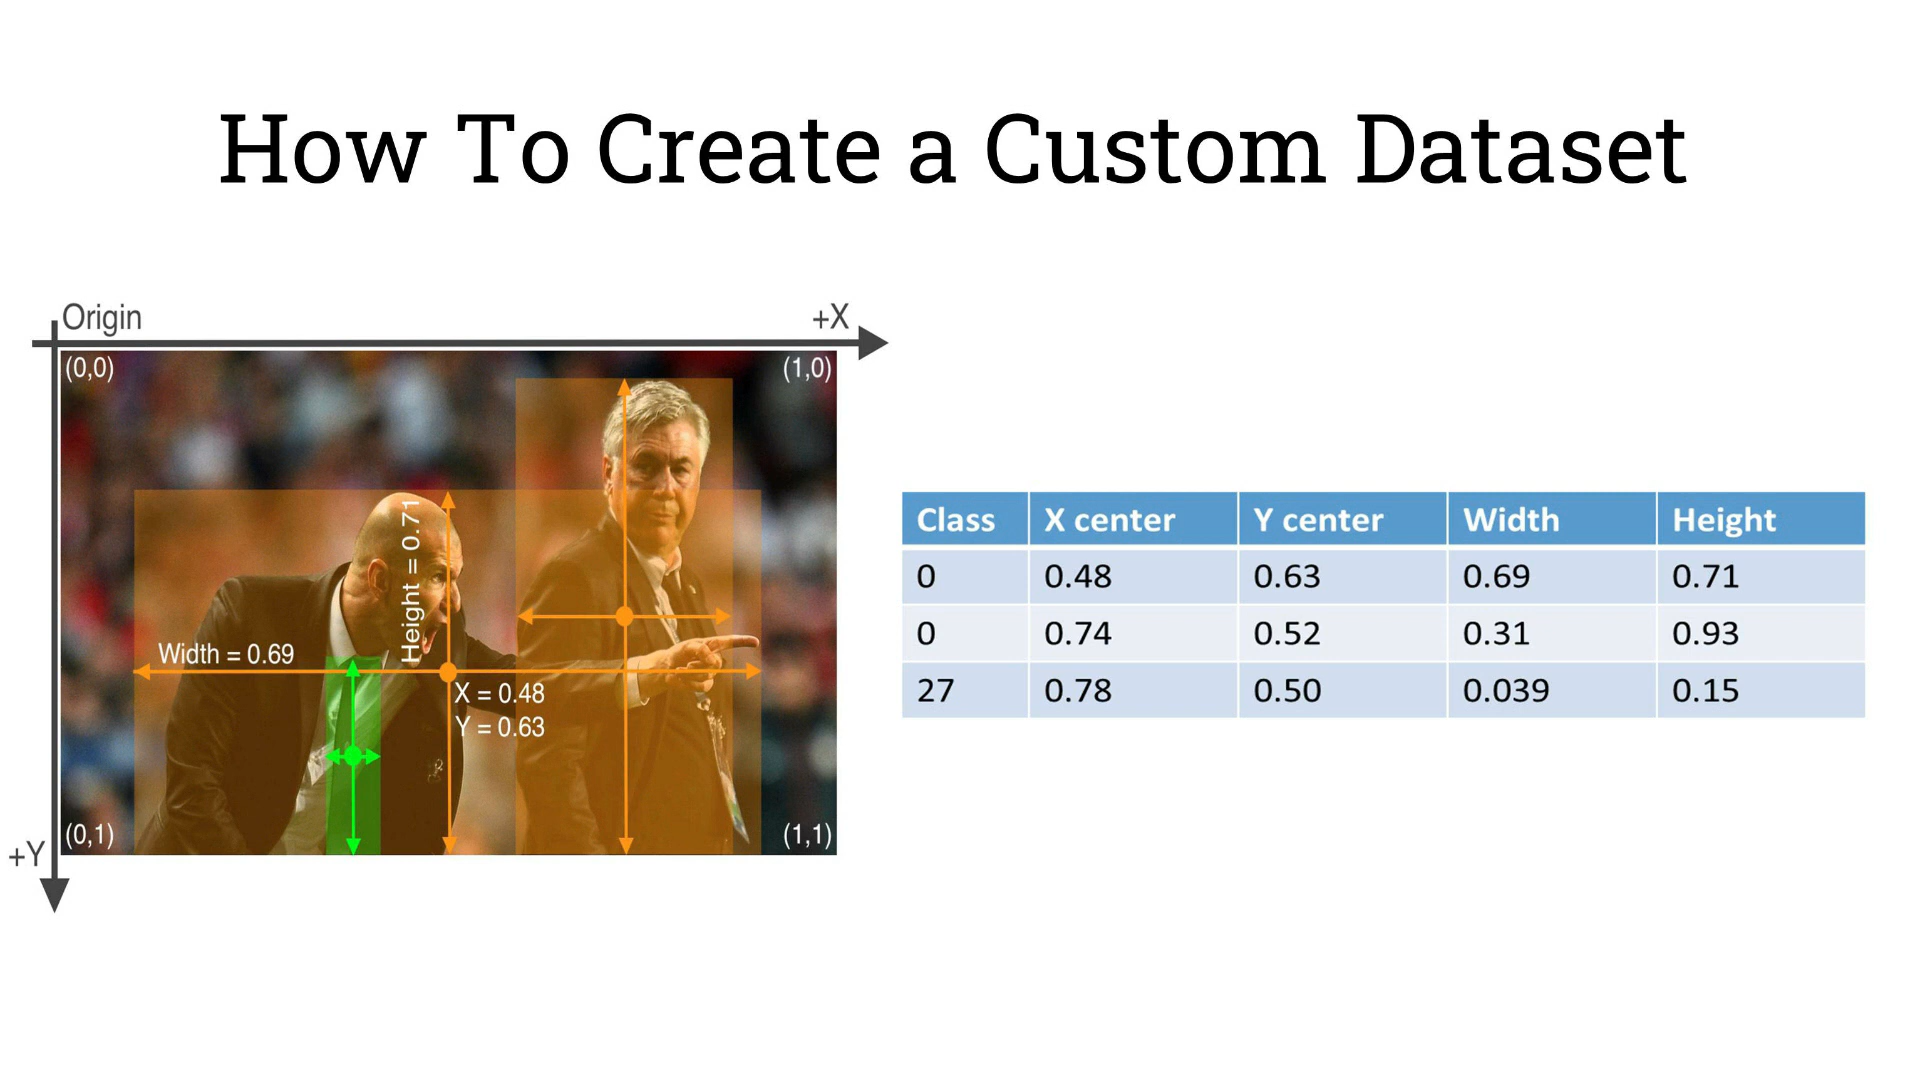 How To Create a Custom Dataset
Origin
+X
(0,0)
(1,0)
Height = 0.71
Width = 0.69
X = 0.48
Y = 0.63
(0,1)
(1,1)
+Y
Class X center Y center Width Height
0 0.48 0.63 0.69 0.71
0 0.74 0.52 0.31 0.93
27 0.78 0.50 0.039 0.15